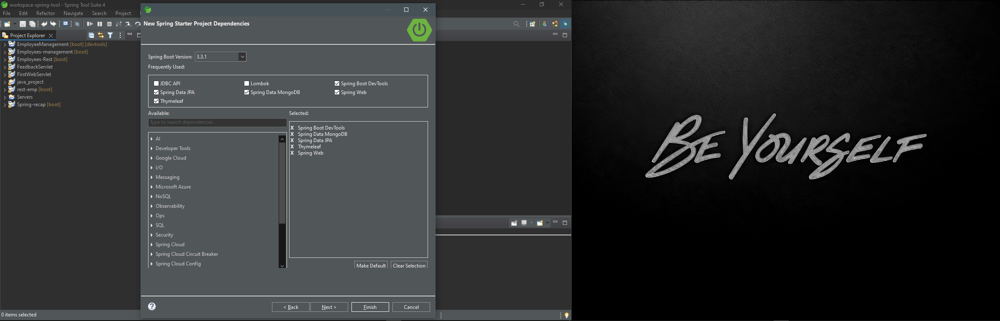 workspace-spring-tool - Spring Tool Suite 4
File Edit Refactor Navigate Search Project
Project Explorer
EmployeeManagement [boot] [devtools]
Employees-management [boot]
Employees-Rest [boot]
FeedbackServlet
FirstWebServlet
java_project
rest-emp [boot]
Servers
Spring-recap [boot]
0 items selected
New Spring Starter Project Dependencies
Spring Boot Version: 3.3.1
Frequently Used:
JDBC API Lombok Spring Boot DevTools
Spring Data JPA Spring Data MongoDB Spring Web
Thymeleaf
Available:
Type to search dependencies
AI
Developer Tools
Google Cloud
I/O
Messaging
Microsoft Azure
NoSQL
Observability
Ops
SQL
Security
Spring Cloud
Spring Cloud Circuit Breaker
Spring Cloud Config
Selected:
X Spring Boot DevTools
X Spring Data MongoDB
X Spring Data JPA
X Thymeleaf
X Spring Web
Make Default Clear Selection
< Back Next > Finish Cancel
BE YOURSELF